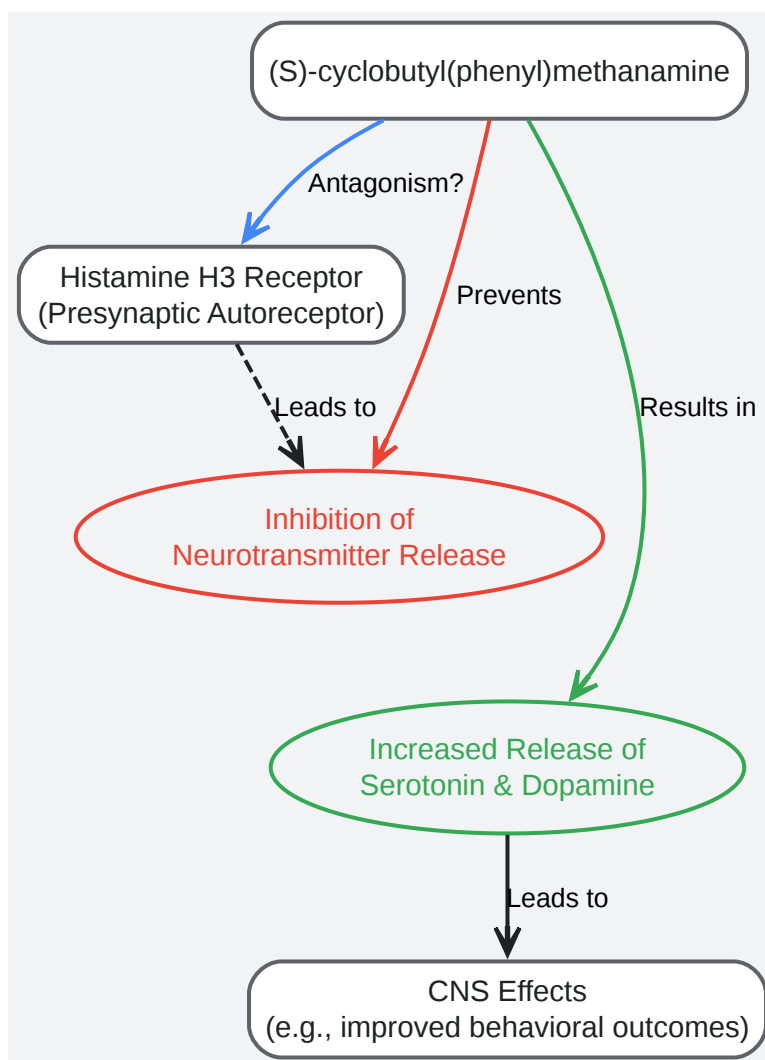 (S)-cyclobutyl(phenyl)methanamine
Antagonism?
Histamine H3 Receptor
(Presynaptic Autoreceptor)
Prevents
Leads to
Results in
Inhibition of
Neurotransmitter Release
Increased Release of
Serotonin & Dopamine
Leads to
CNS Effects
(e.g., improved behavioral outcomes)